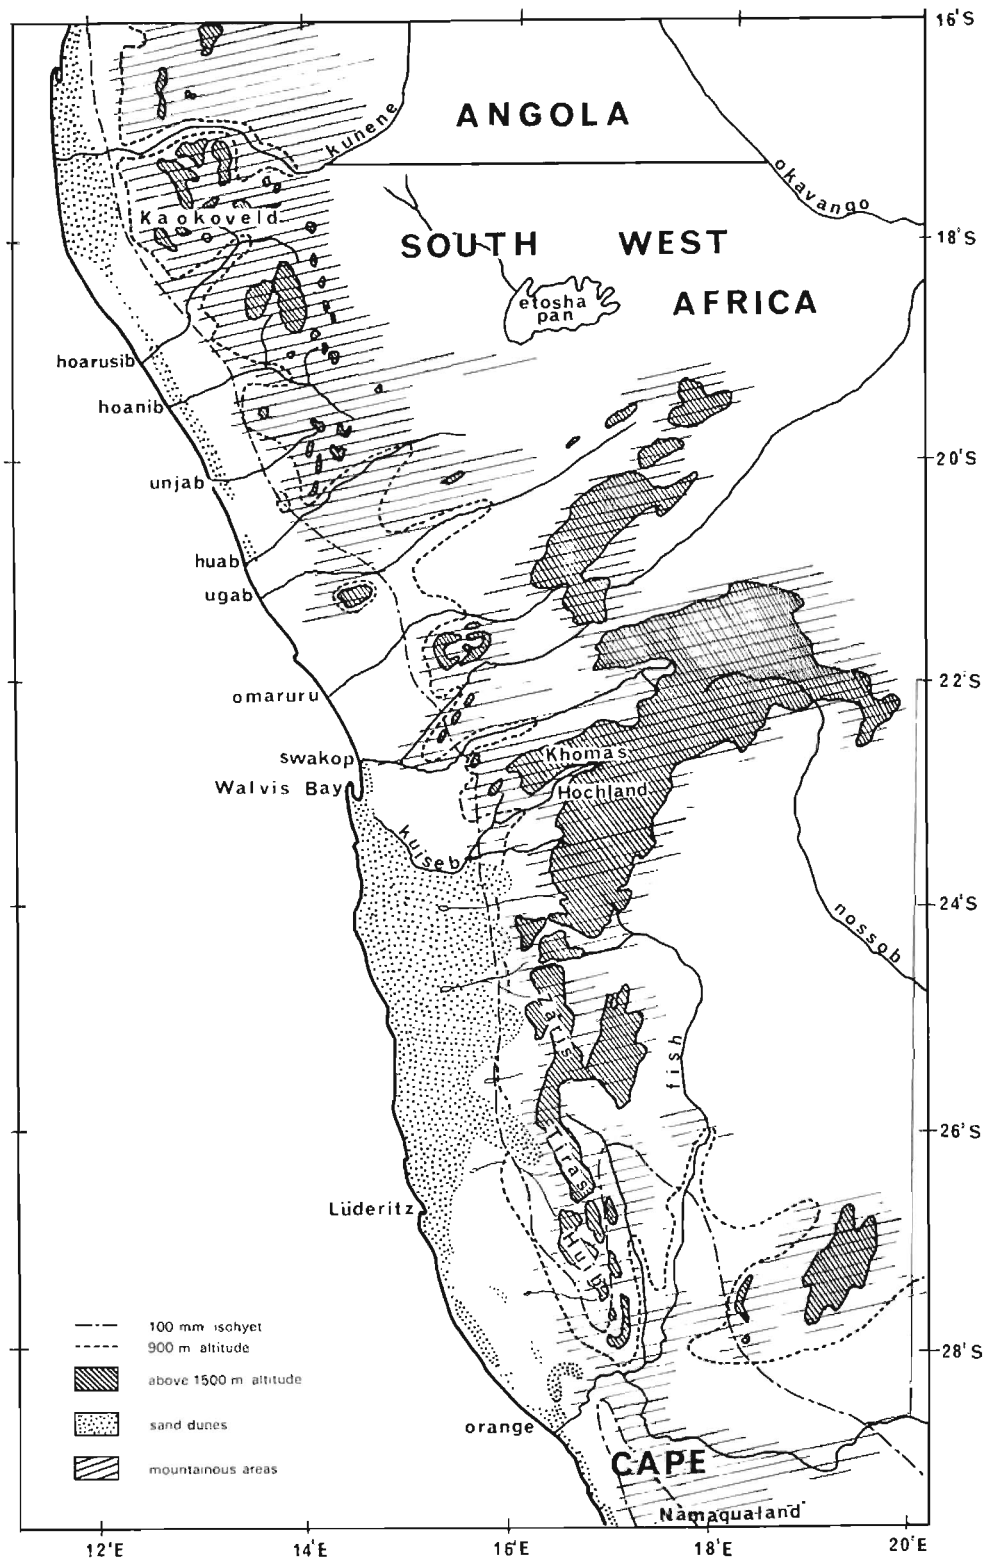 16°S
ANGOLA
kunene
okavango
Kaokoveld
SOUTH WEST
18°S
AFRICA
etosha
pan
hoarusib
hoanib
20°S
unjab
huab
ugab
omaruru
22°S
swakop
Khomas
Walvis Bay
Hochland
kuiseb
24°S
nossob
Zaris
fish
26°S
Tiras
Lüderitz
Huib
100 mm isohyet
900 m altitude
28°S
above 1500 m altitude
sand dunes
orange
CAPE
mountainous areas
Namaqualand
12°E
14°E
16°E
18°E
20°E